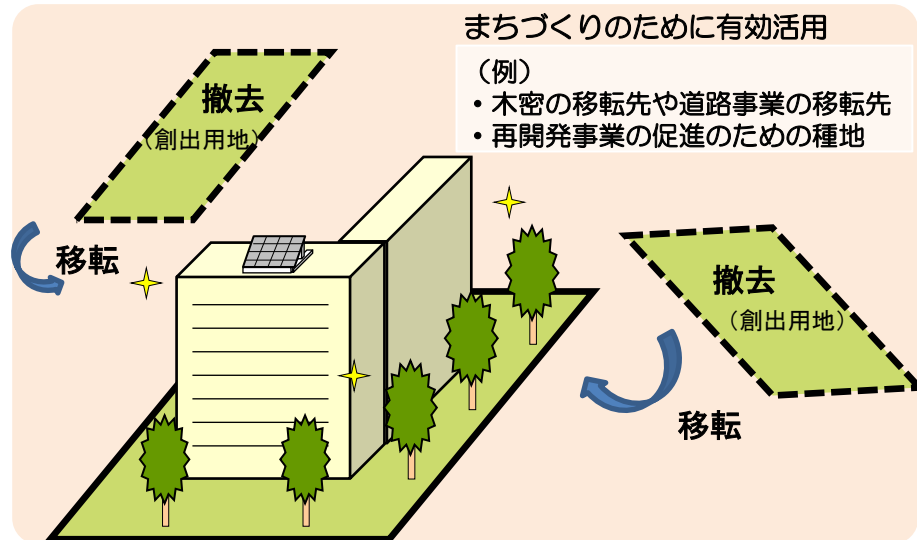 まちづくりのために有効活用
（例）
・木密の移転先や道路事業の移転先
・再開発事業の促進のための種地
撤去
（創出用地）
移転
撤去
（創出用地）
移転